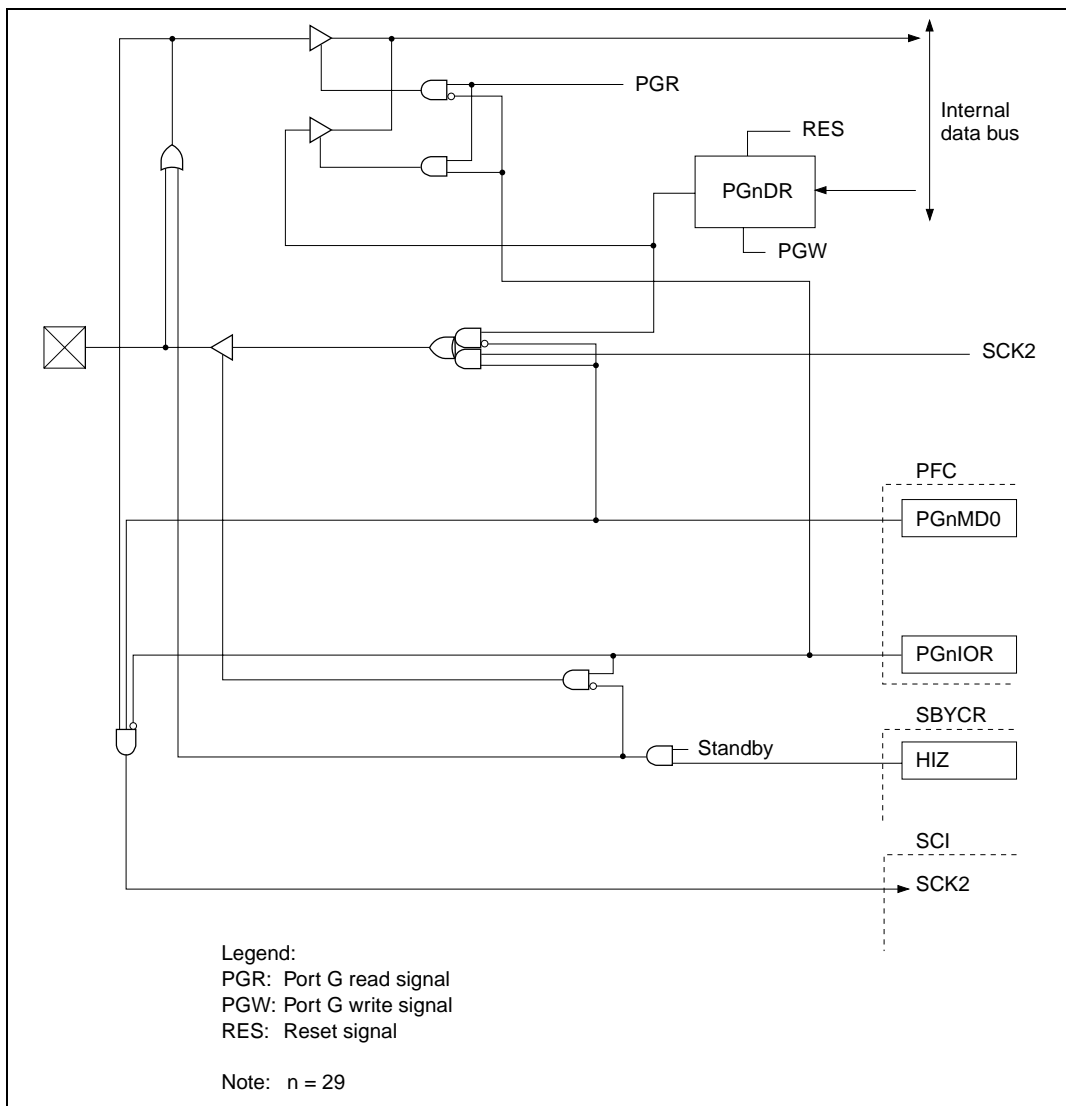 PGR
Internal
data bus
RES
PGnDR
PGW
SCK2
PFC
PGnMD0
PGnIOR
SBYCR
Standby
HIZ
SCI
SCK2
Legend:
PGR: Port G read signal
PGW: Port G write signal
RES: Reset signal
Note: n = 29